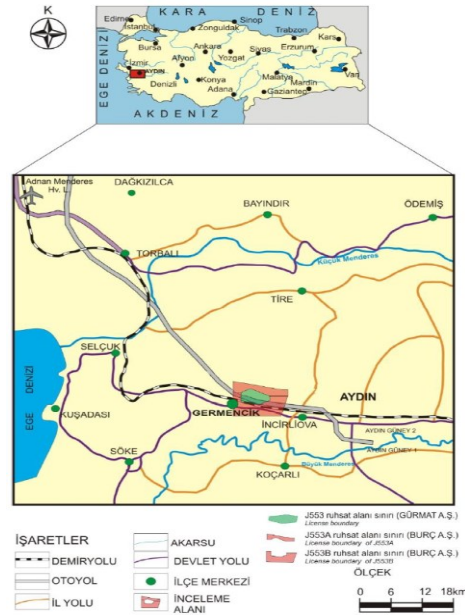 K
KARA DENİZ
Edirne
İstanbul
Zonguldak
Sinop
Trabzon
Kars
Bursa
Ankara
Yozgat
Sivas
Erzurum
EGE DENİZİ
İzmir
AYDIN
Afyon
Denizli
Konya
Adana
Malatya
Mardin
Gaziantep
Van
AKDENİZ
Adnan Menderes
Hv. L.
DAĞKIZILCA
BAYINDIR
ÖDEMİŞ
TORBALI
Küçük Menderes
TİRE
SELÇUK
EGE DENİZİ
KUŞADASI
GERMENCİK
AYDIN
İNCİRLİOVA
AYDIN GÜNEY 2
AYDIN GÜNEY 1
SÖKE
KOÇARLI
Büyük Menderes
J553 ruhsat alanı sınırı (GÜRMAT A.Ş.)
License boundary
J553A ruhsat alanı sınırı (BURÇ A.Ş.)
License boundary of J553A
J553B ruhsat alanı sınırı (BURÇ A.Ş.)
License boundary of J553B
İŞARETLER
DEMİRYOLU
OTOYOL
İL YOLU
AKARSU
DEVLET YOLU
İLÇE MERKEZİ
İNCELEME
ALANI
ÖLÇEK
0 6 12 18km